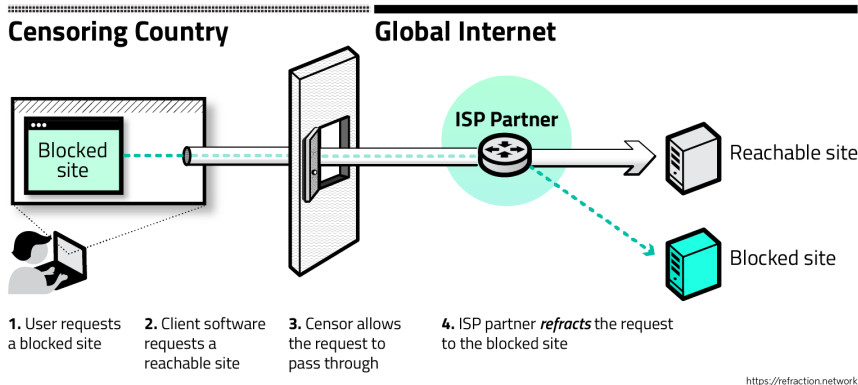 Censoring Country
Global Internet
Blocked
site
ISP Partner
Reachable site
Blocked site
1. User requests
a blocked site
2. Client software
requests a
reachable site
3. Censor allows
the request to
pass through
4. ISP partner refracts the request
to the blocked site
https://refraction.network